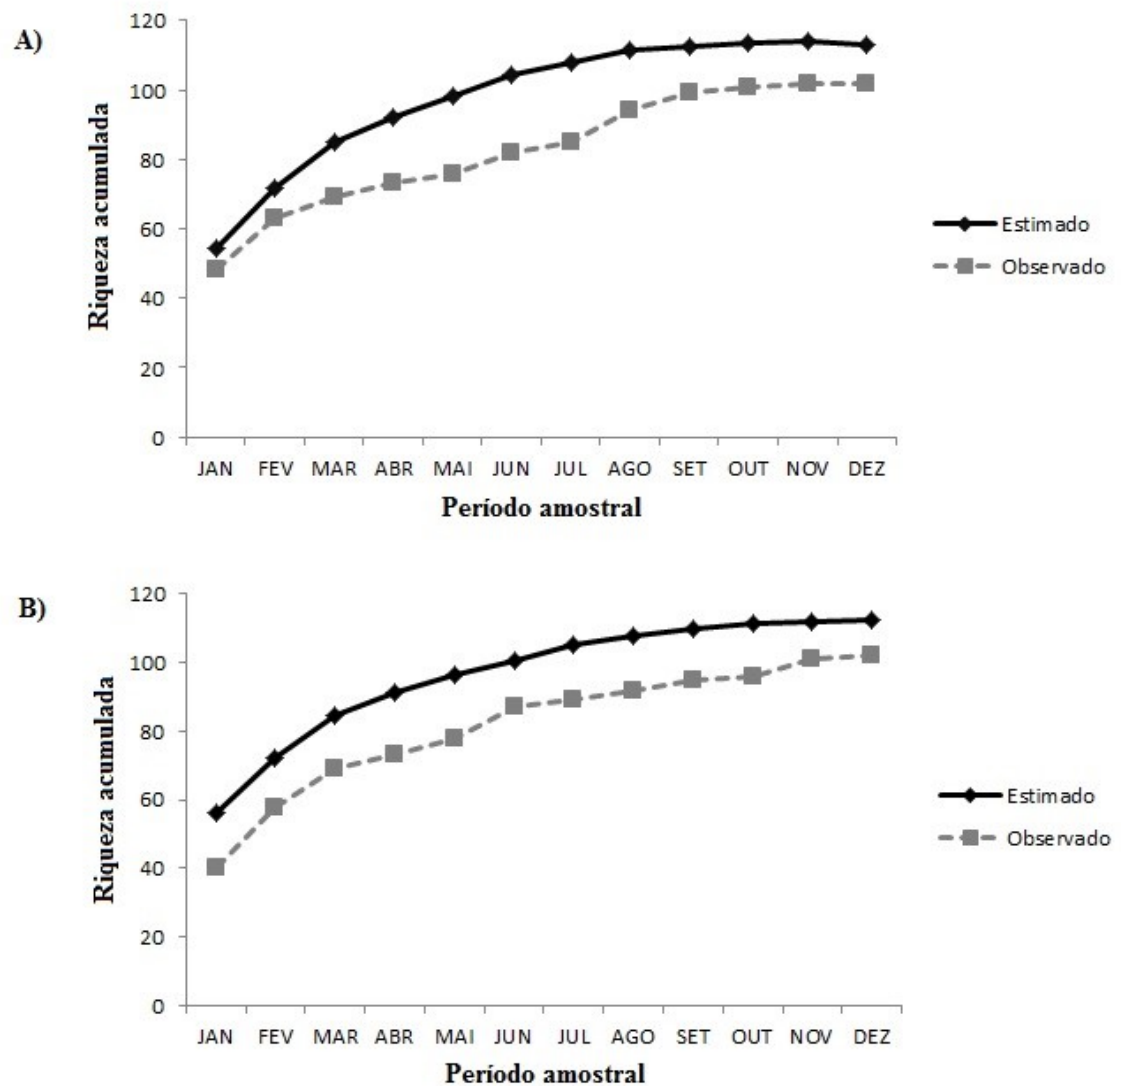 A)
Riqueza acumulada
120
100
80
60
40
20
0
JAN FEV MAR ABR MAI JUN JUL AGO SET OUT NOV DEZ
Período amostral
Estimado
Observado
B)
Riqueza acumulada
120
100
80
60
40
20
0
JAN FEV MAR ABR MAI JUN JUL AGO SET OUT NOV DEZ
Período amostral
Estimado
Observado